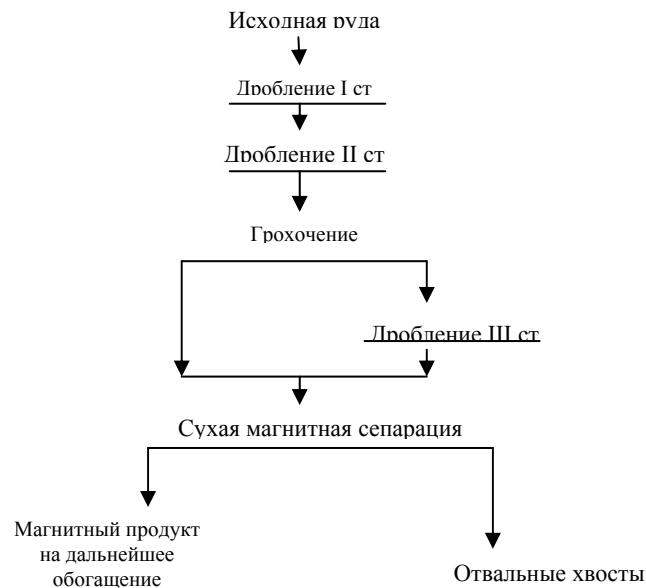 Исходная руда
Дробление I ст
Дробление II ст
Грохочение
Дробление III ст
Сухая магнитная сепарация
Магнитный продукт
на дальнейшее
обогащение
Отвальные хвосты